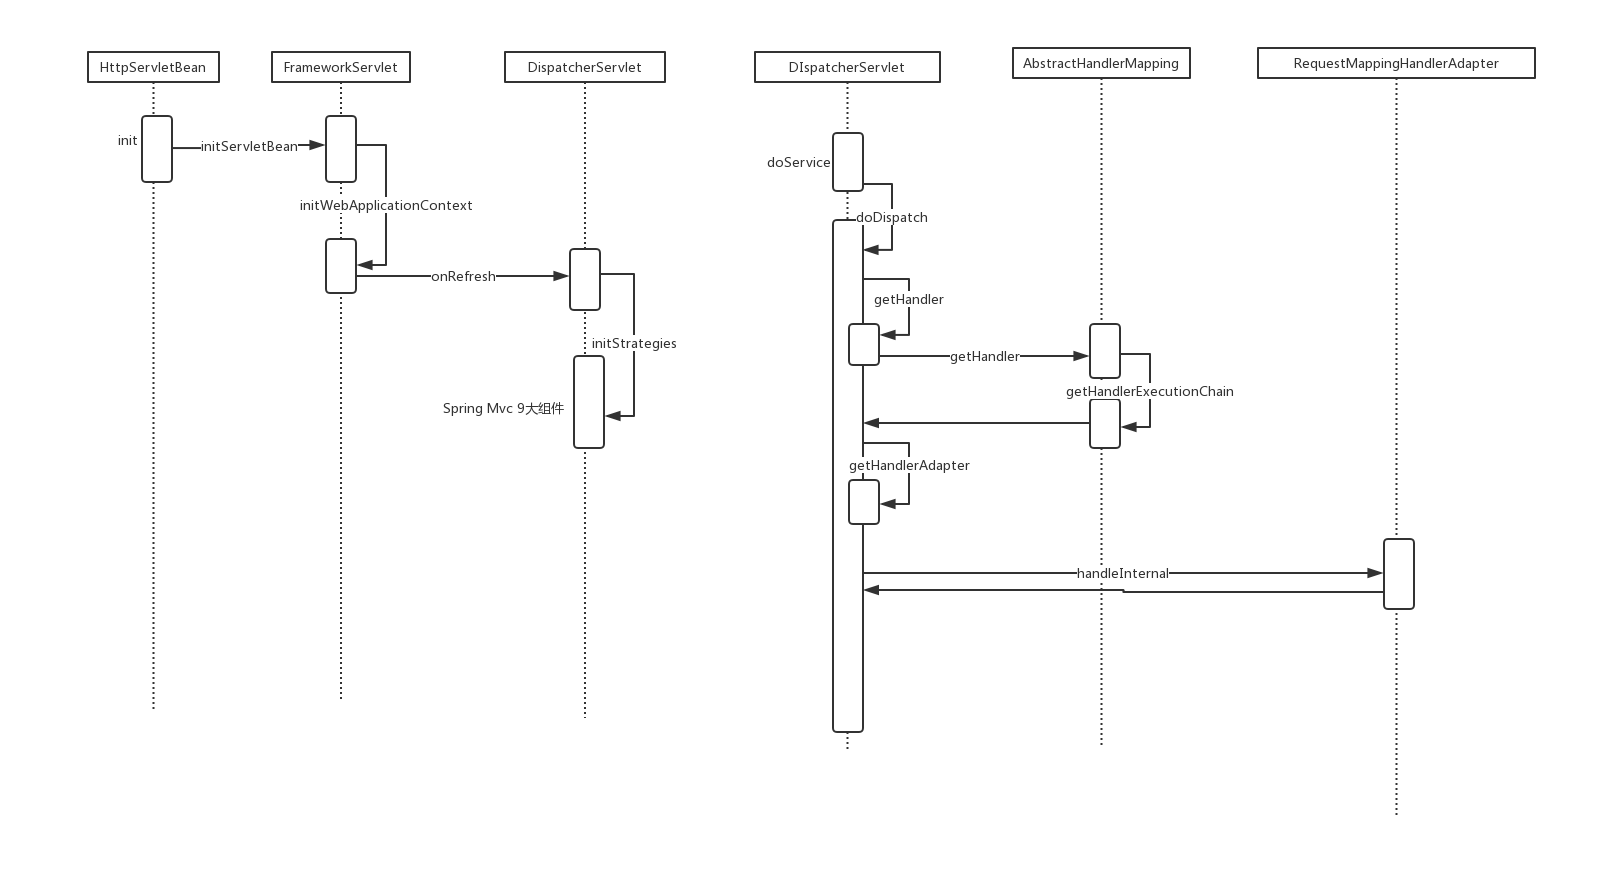 HttpServletBean
FrameworkServlet
DispatcherServlet
DIspatcherServlet
AbstractHandlerMapping
RequestMappingHandlerAdapter
init
initServletBean
initWebApplicationContext
onRefresh
initStrategies
Spring Mvc 9大组件
doService
doDispatch
getHandler
getHandler
getHandlerExecutionChain
getHandlerAdapter
handleInternal